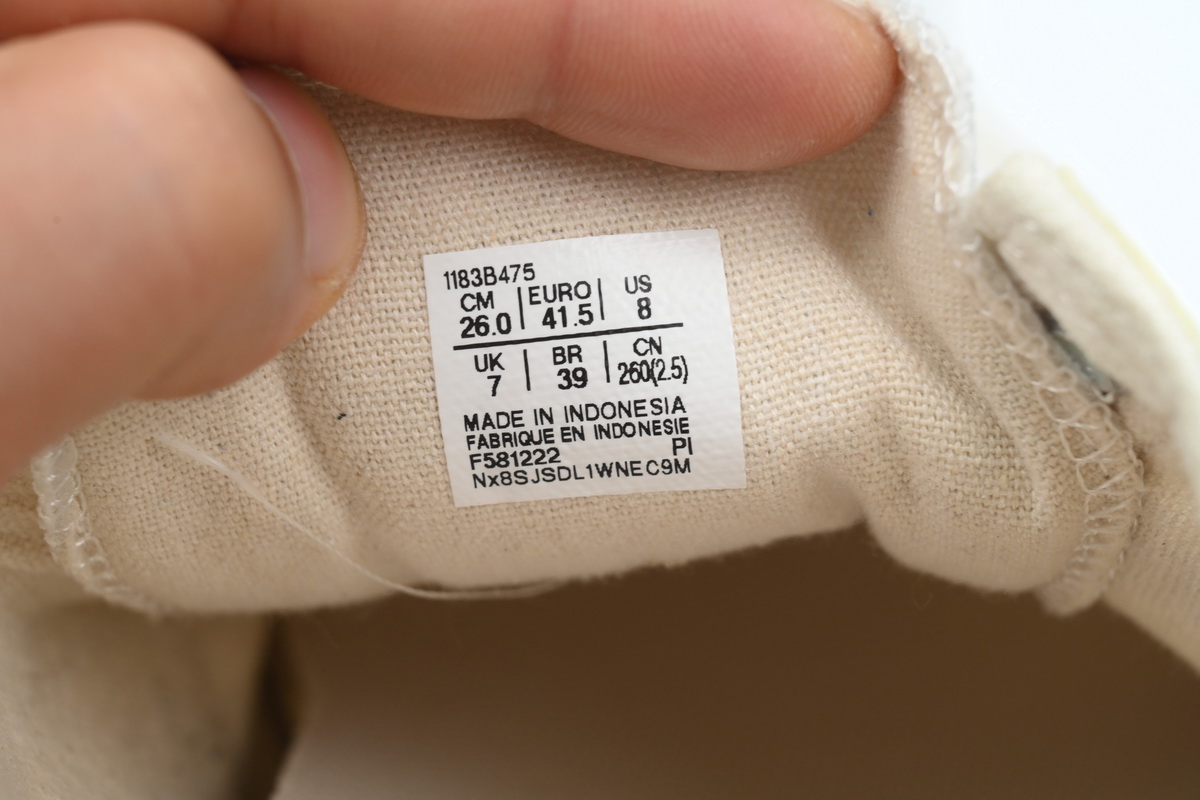 1183B475
CM EURO US
26.0 41.5 8
UK BR CN
7 39 260(2.5)
MADE IN INDONESIA
FABRIQUE EN INDONESIE
F581222 PI
Nx8SJSDL1WNEC9M